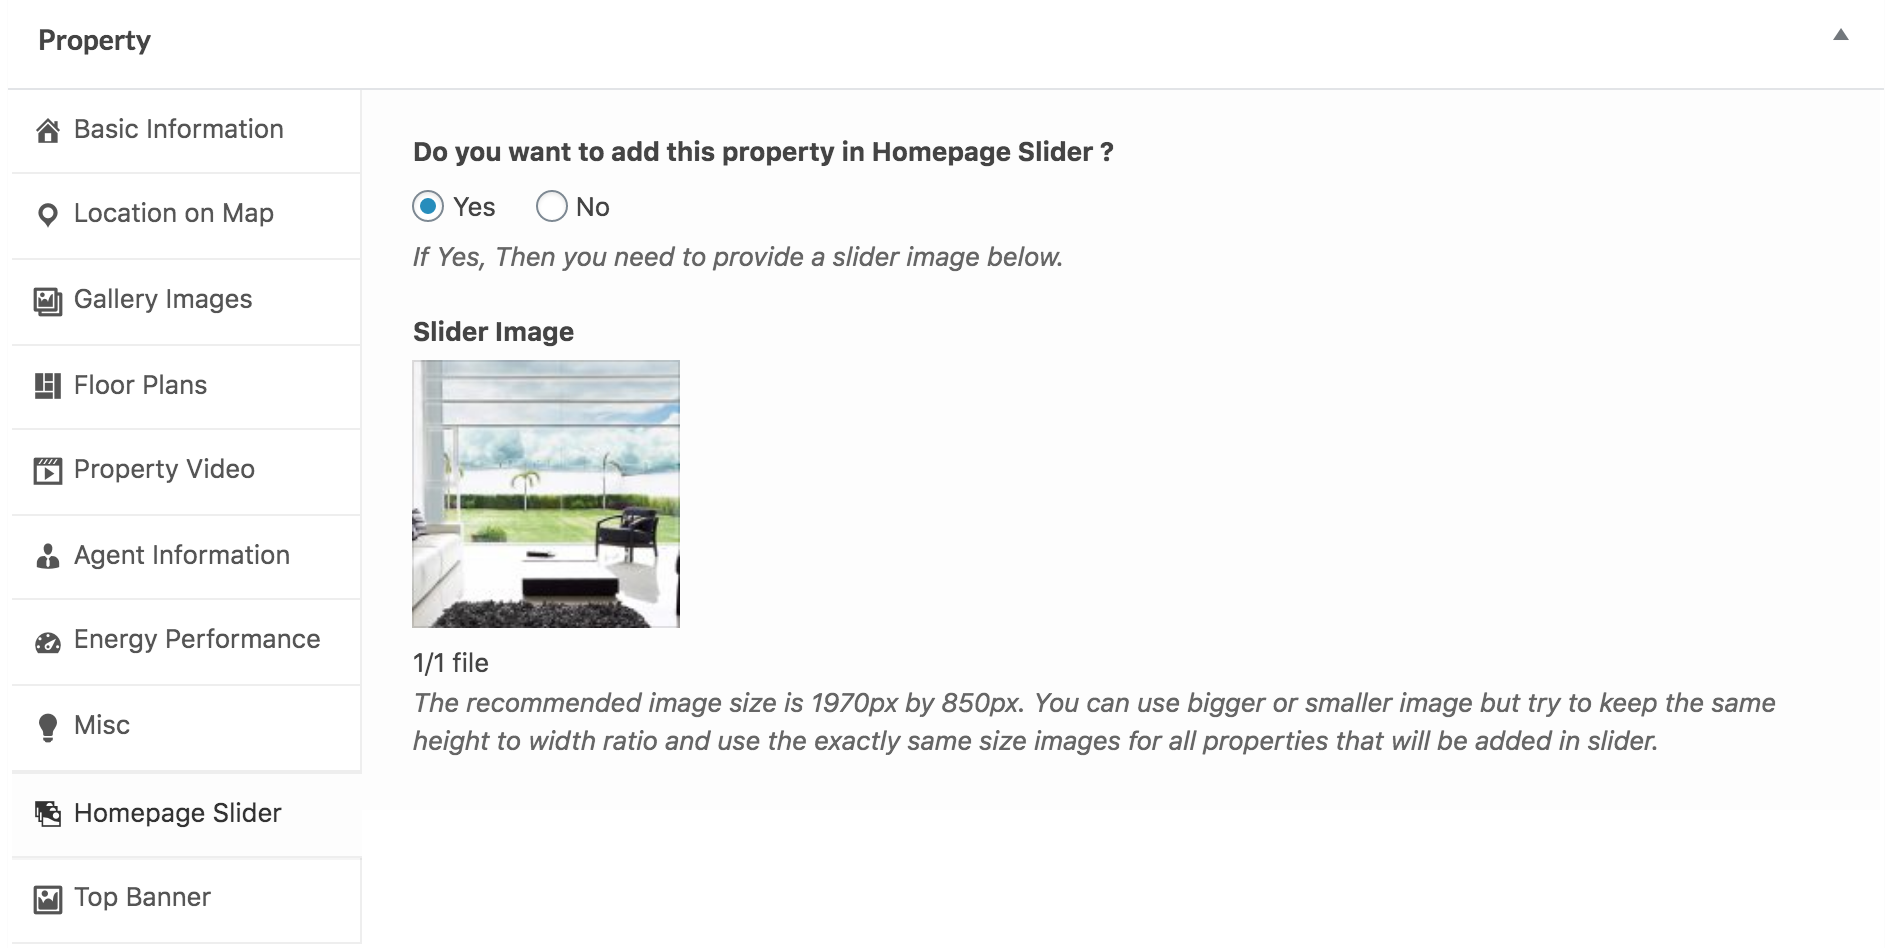 Property
Basic Information
Location on Map
Gallery Images
Floor Plans
Property Video
Agent Information
Energy Performance
Misc
Homepage Slider
Top Banner
Do you want to add this property in Homepage Slider ?
Yes No
If Yes, Then you need to provide a slider image below.
Slider Image
1/1 file
The recommended image size is 1970px by 850px. You can use bigger or smaller image but try to keep the same
height to width ratio and use the exactly same size images for all properties that will be added in slider.